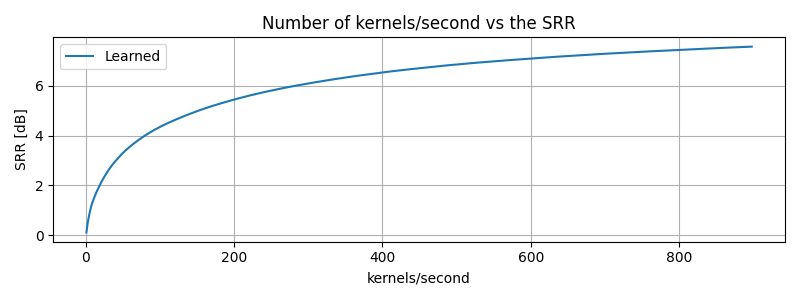 Number of kernels/second vs the SRR
Learned
SRR [dB]
6
4
2
0
0 200 400 600 800
kernels/second